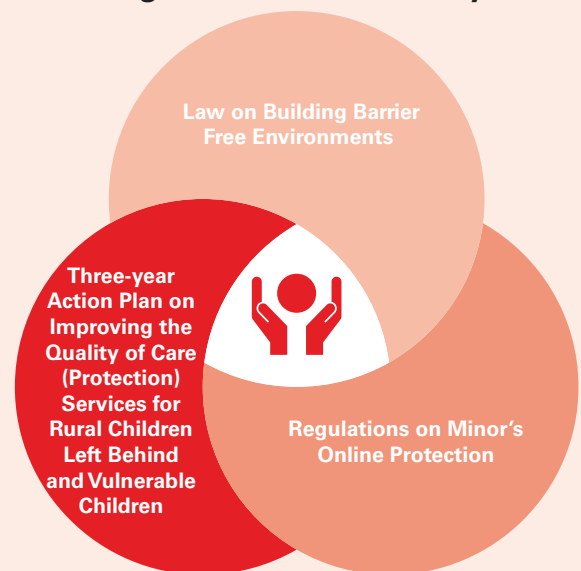 Law on Building Barrier
Free Environments
Three-year
Action Plan on
Improving the
Quality of Care
(Protection)
Services for
Rural Children
Left Behind
and Vulnerable
Children
Regulations on Minor's
Online Protection